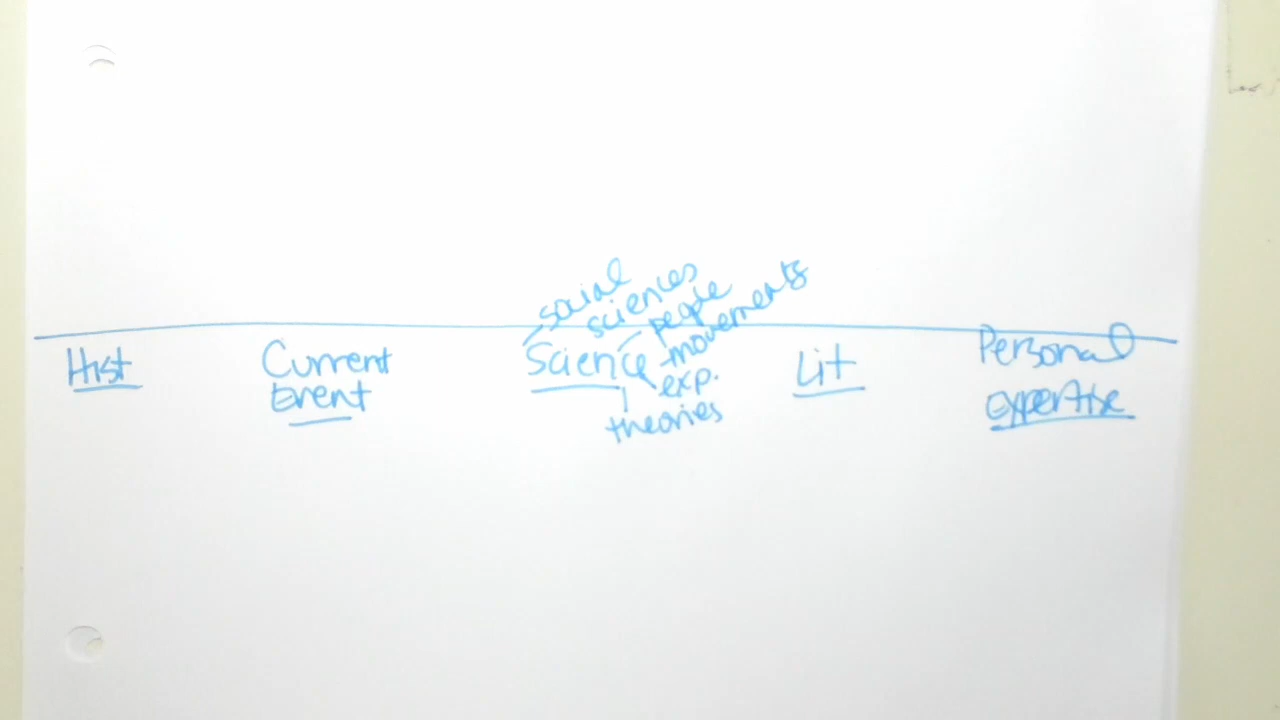 Hist
Current
Event
social
sciences
people
movements
Science
exp.
theories
Lit
Personal
expertise